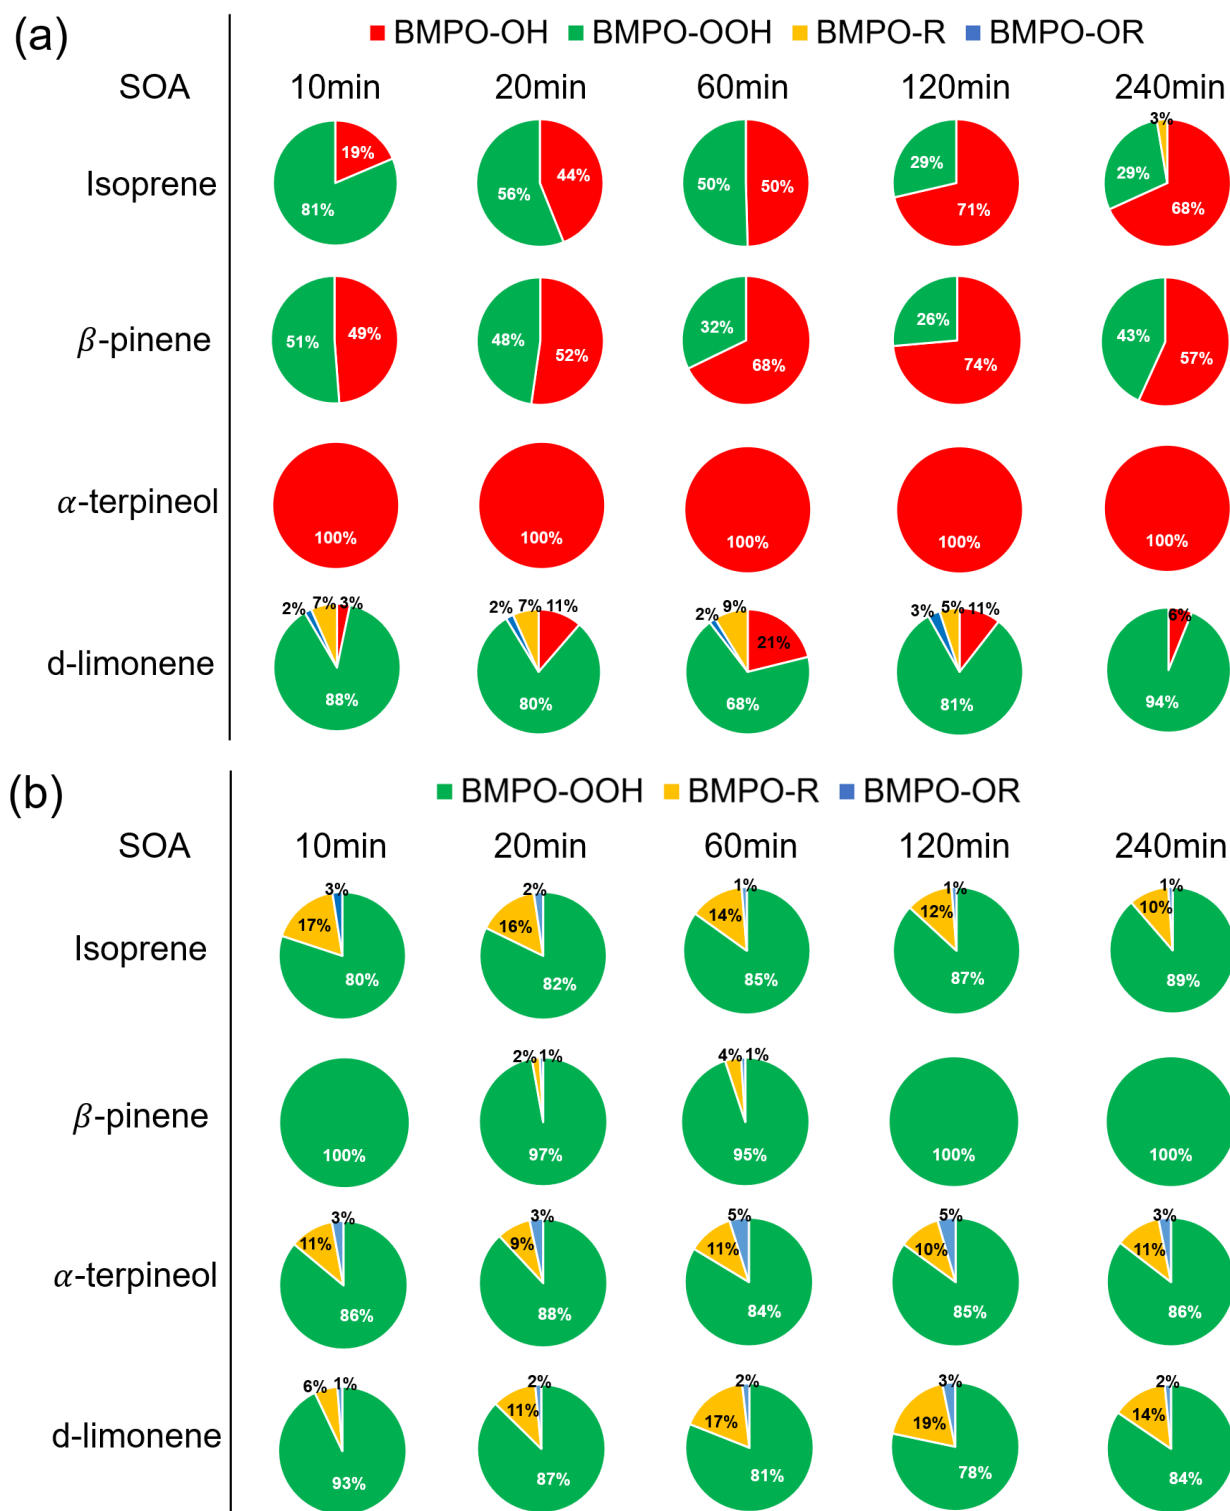 (a)
BMPO-OH BMPO-OOH BMPO-R BMPO-OR
SOA 10min 20min 60min 120min 240min
Isoprene
19% 81%
44% 56%
50% 50%
29% 71%
3% 29% 68%
β-pinene
51% 49%
48% 52%
32% 68%
26% 74%
43% 57%
α-terpineol
100% 100% 100% 100% 100%
d-limonene
2% 7% 3% 88%
2% 7% 11% 80%
2% 9% 21% 68%
3% 5% 11% 81%
6% 94%
(b)
BMPO-OOH BMPO-R BMPO-OR
SOA 10min 20min 60min 120min 240min
Isoprene
3% 17% 80%
2% 16% 82%
1% 14% 85%
1% 12% 87%
1% 10% 89%
β-pinene
100%
2% 1% 97%
4% 1% 95%
100%
100%
α-terpineol
3% 11% 86%
3% 9% 88%
5% 11% 84%
5% 10% 85%
3% 11% 86%
d-limonene
6% 1% 93%
2% 11% 87%
2% 17% 81%
3% 19% 78%
2% 14% 84%